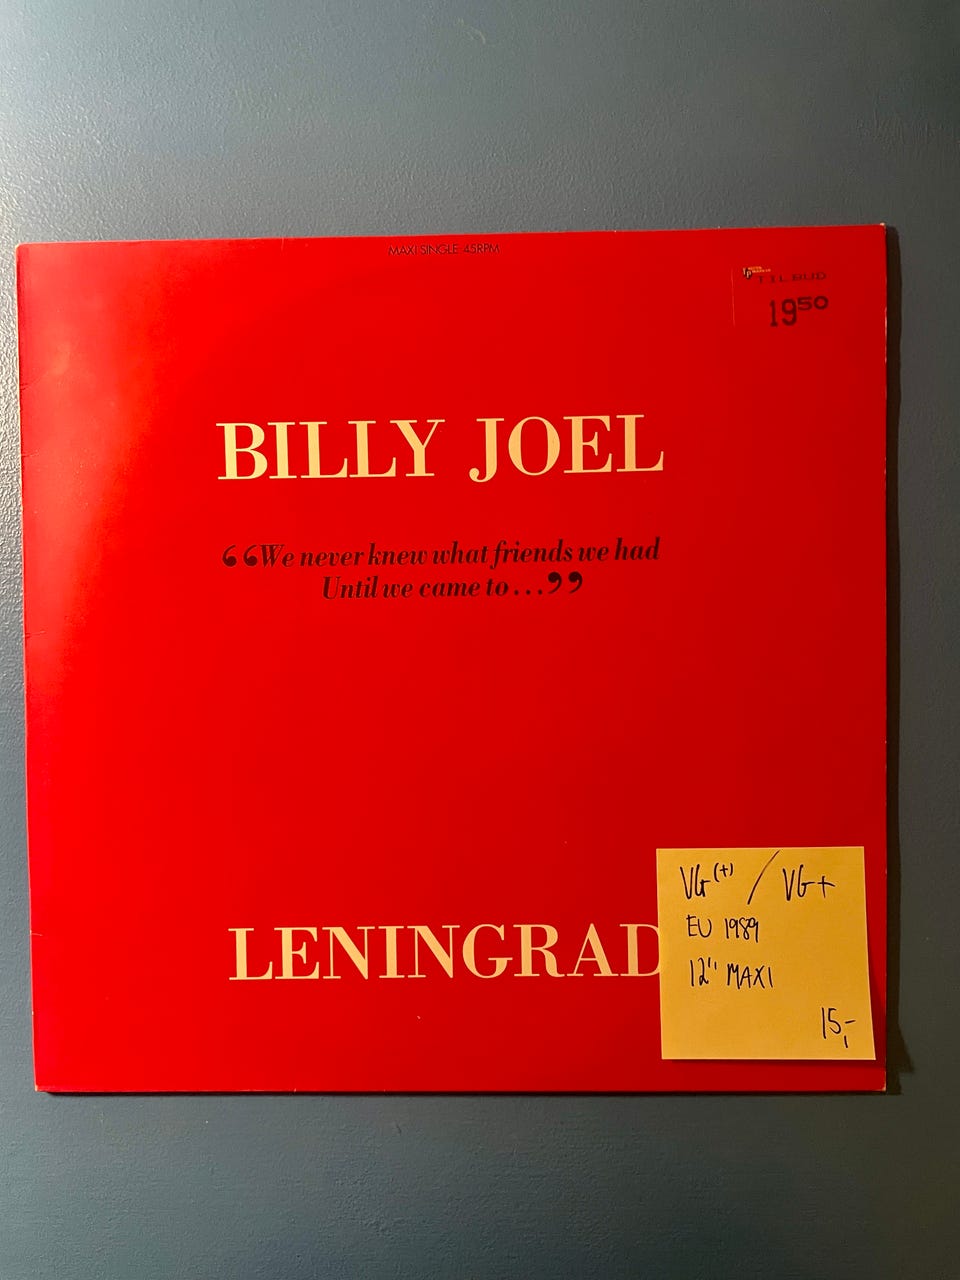 MAXI SINGLE 45RPM
TILBUD
19⁵⁰
BILLY JOEL
“We never knew what friends we had
Until we came to...”
LENINGRAD
VG⁽⁺⁾ / VG+
EU 1989
12" MAXI
15,-